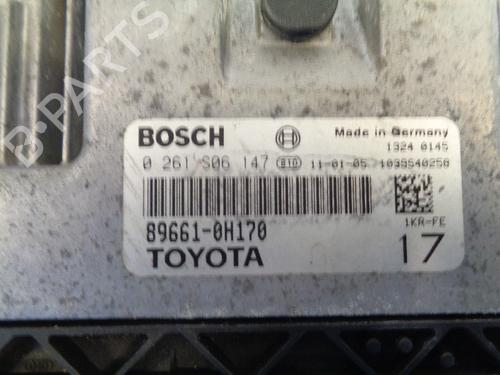 B-PARTS
BOSCH Made in Germany
1324 0145
0 261 S06 147 B10 11-01-05 1039S40258
89661-0H170 1KR-FE
TOYOTA 17